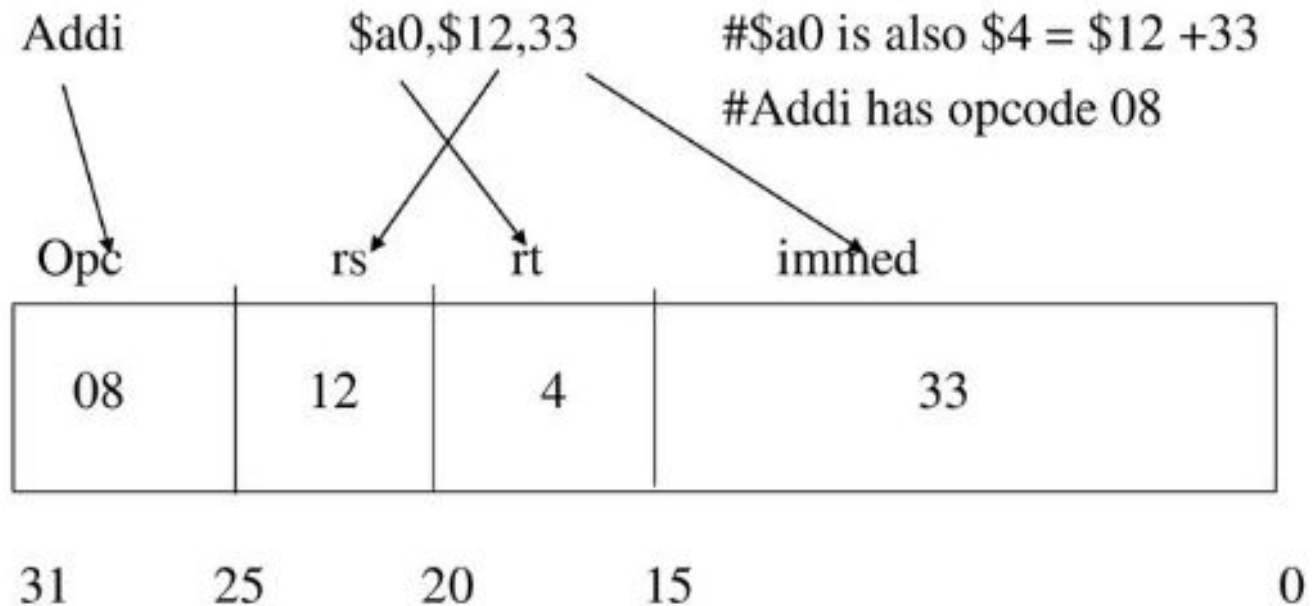 Addi $a0,$12,33 #$a0 is also $4 = $12 +33
#Addi has opcode 08
Opc rs rt immed
08 12 4 33
31 25 20 15 0